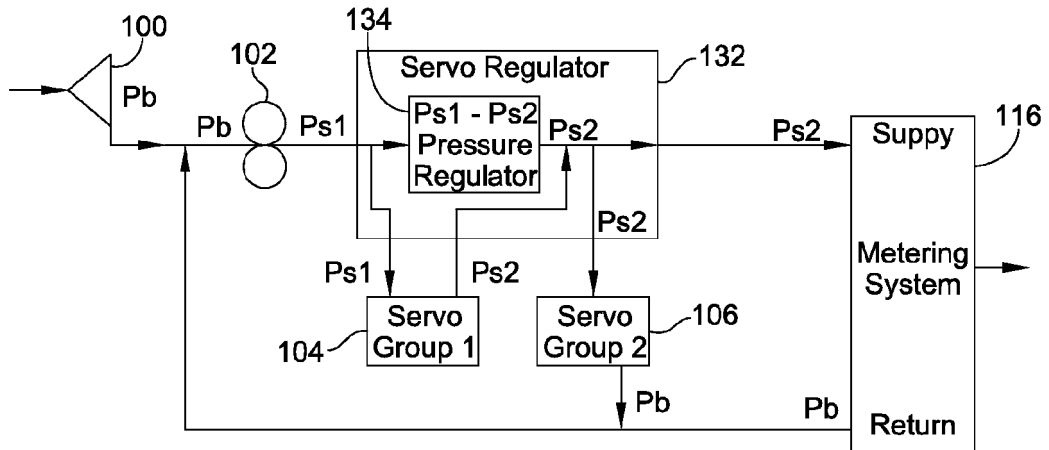 100
102
134
132
Servo Regulator
Pb
Pb
Ps1
Ps1 - Ps2
Pressure
Regulator
Ps2
Ps2
Suppy
116
Ps2
Metering
System
Ps1
Ps2
104
Servo
Group 1
Servo
Group 2
106
Pb
Pb
Return